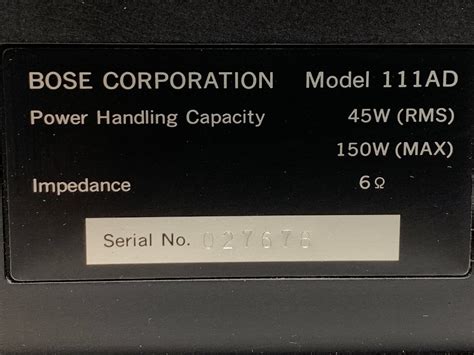 BOSE CORPORATION Model 111AD
Power Handling Capacity 45W (RMS)
150W (MAX)
Impedance 6Ω
Serial No. 027678